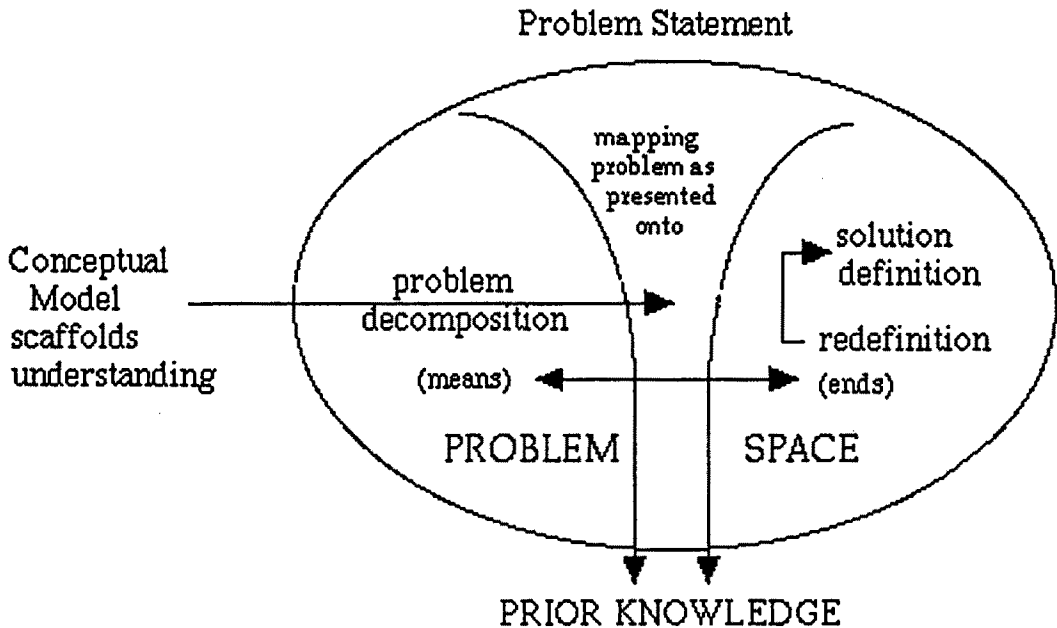 Problem Statement
mapping
problem as
presented
onto
solution
definition
Conceptual
Model
scaffolds
understanding
problem
decomposition
redefinition
(means)
(ends)
PROBLEM SPACE
PRIOR KNOWLEDGE